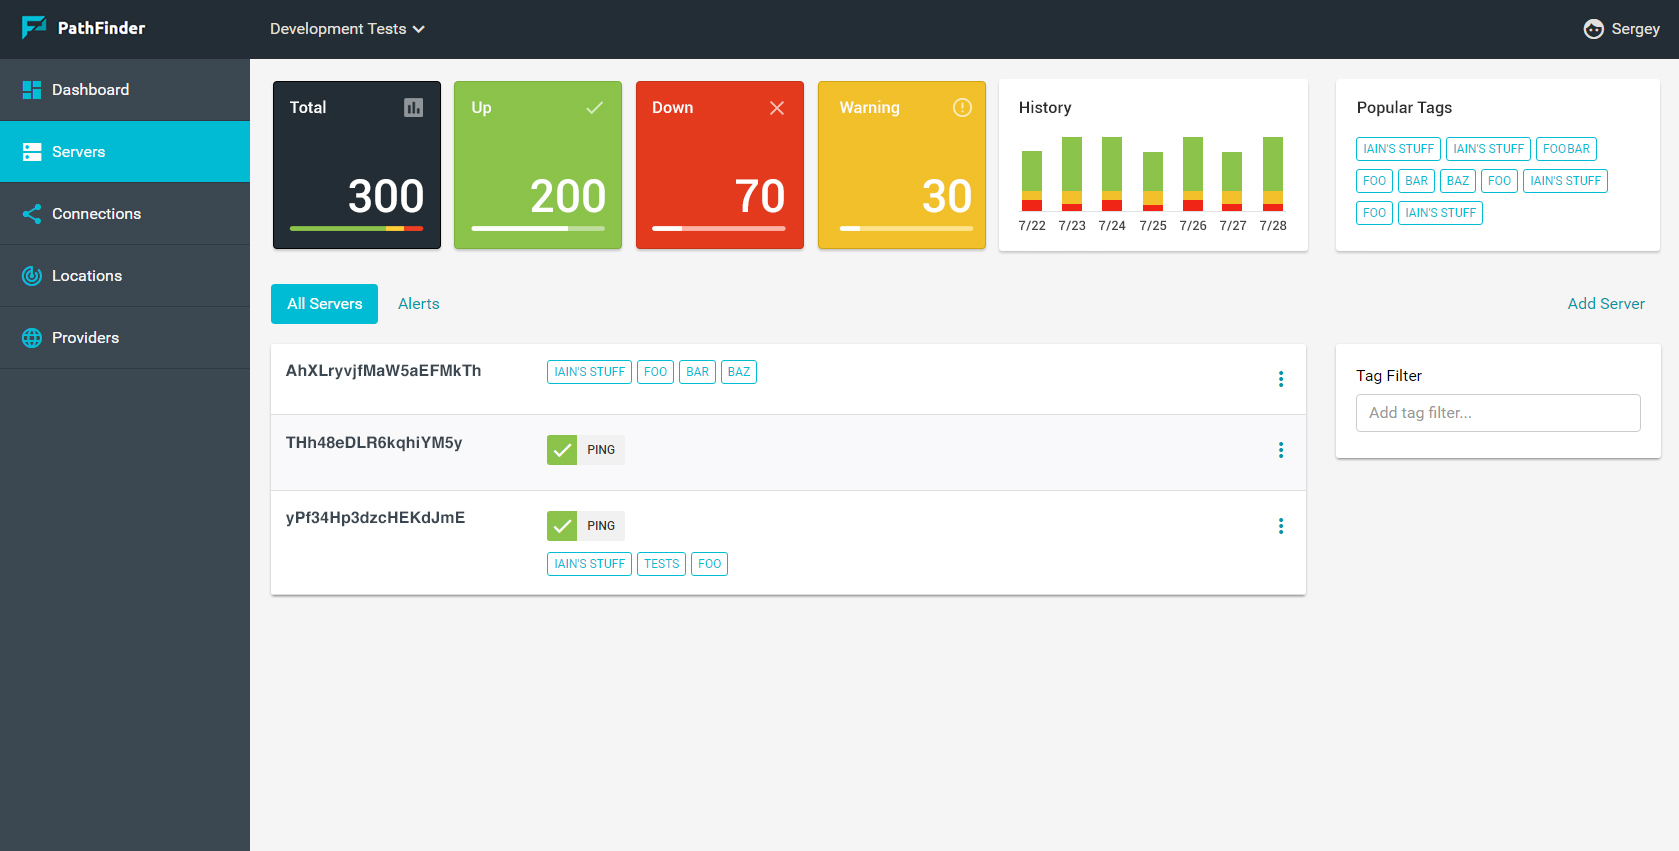 PathFinder
Development Tests
Sergey
Dashboard
Servers
Connections
Locations
Providers
Total
300
Up
200
Down
70
Warning
30
History
7/22 7/23 7/24 7/25 7/26 7/27 7/28
Popular Tags
IAIN'S STUFF IAIN'S STUFF FOOBAR
FOO BAR BAZ FOO IAIN'S STUFF
FOO IAIN'S STUFF
All Servers Alerts
Add Server
AhXLryvjfMaW5aEFMkTh
IAIN'S STUFF FOO BAR BAZ
THh48eDLR6kqhiYM5y
PING
yPf34Hp3dzcHEKdJmE
PING
IAIN'S STUFF TESTS FOO
Tag Filter
Add tag filter...